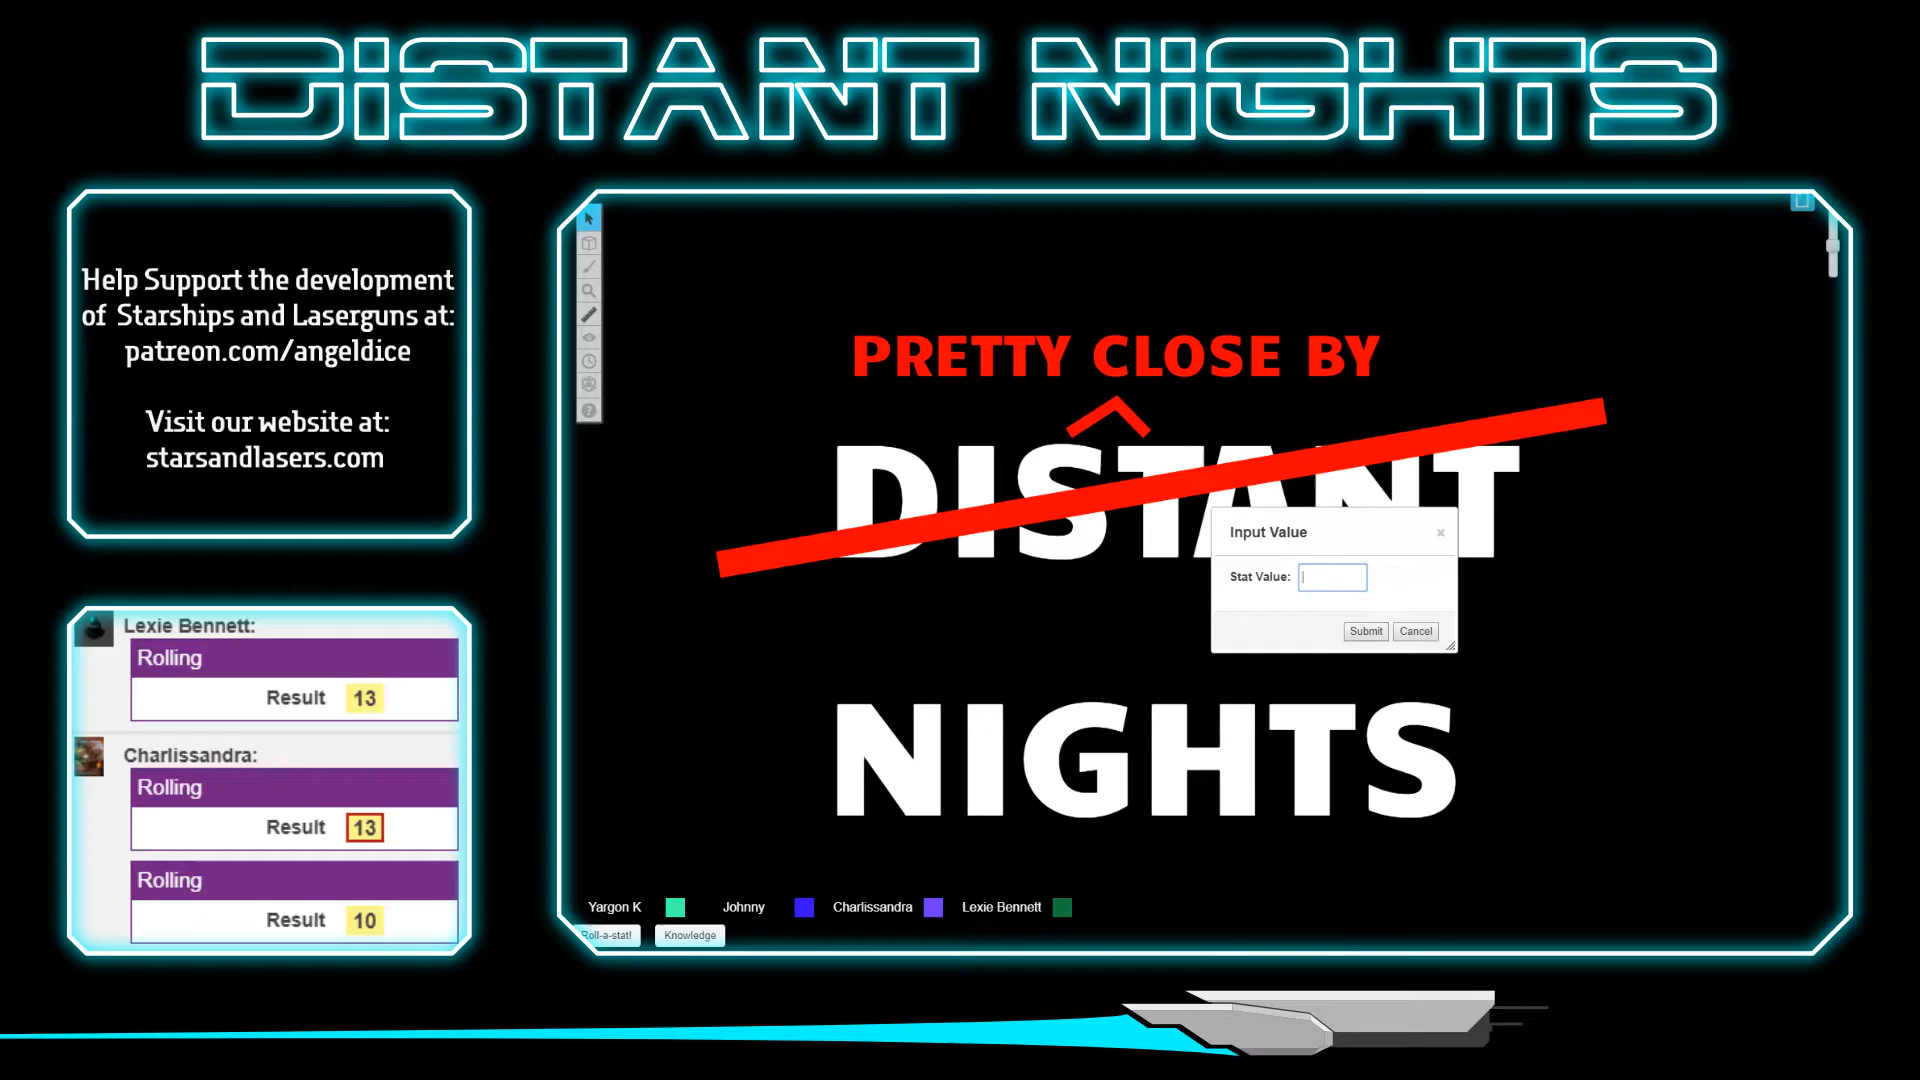 DISTANT NIGHTS
Help Support the development
of Starships and Laserguns at:
patreon.com/angeldice
Visit our website at:
starsandlasers.com
Lexie Bennett:
Rolling
Result 13
Charlissandra:
Rolling
Result 13
Rolling
Result 10
PRETTY CLOSE BY
DISTANT
Input Value ×
Stat Value:
Submit Cancel
NIGHTS
Yargon K Johnny Charlissandra Lexie Bennett
Roll-a-stat! Knowledge